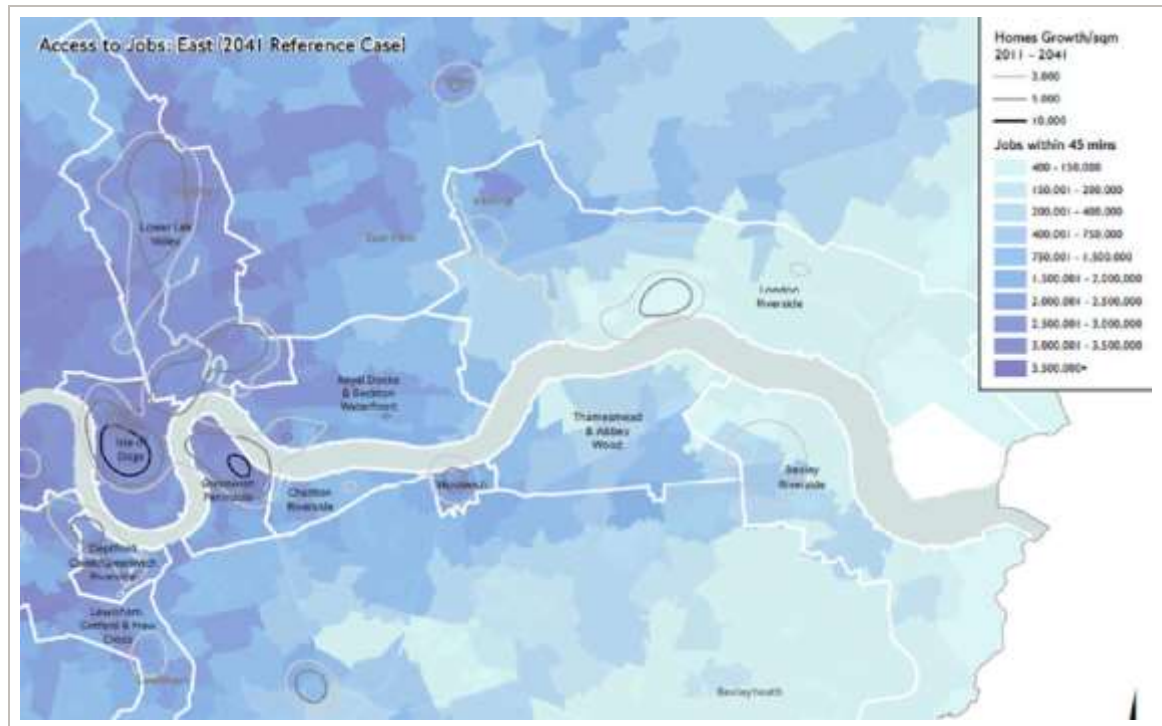 Access to Jobs: East (2041 Reference Case)
Homes Growth/sqm
2011 - 2041
3.000
5.000
10.000
Jobs within 45 mins
400 - 150.000
150.001 - 200.000
200.001 - 400.000
400.001 - 750.000
750.001 - 1.500.000
1.500.001 - 2.000.000
2.000.001 - 2.500.000
2.500.001 - 3.000.000
3.000.001 - 3.500.000
3.500.000+
Lower Lea
Valley
East Ham
London
Riverside
Royal Docks
& Beckton
Waterfront
Thamesmead
& Abbey
Wood
Isle of
Dogs
Greenwich
Peninsula
Charlton
Riverside
Woolwich
Bexley
Riverside
Deptford
Riverside
Lewisham,
Catford & New
Cross
Lewisham
Bexleyheath